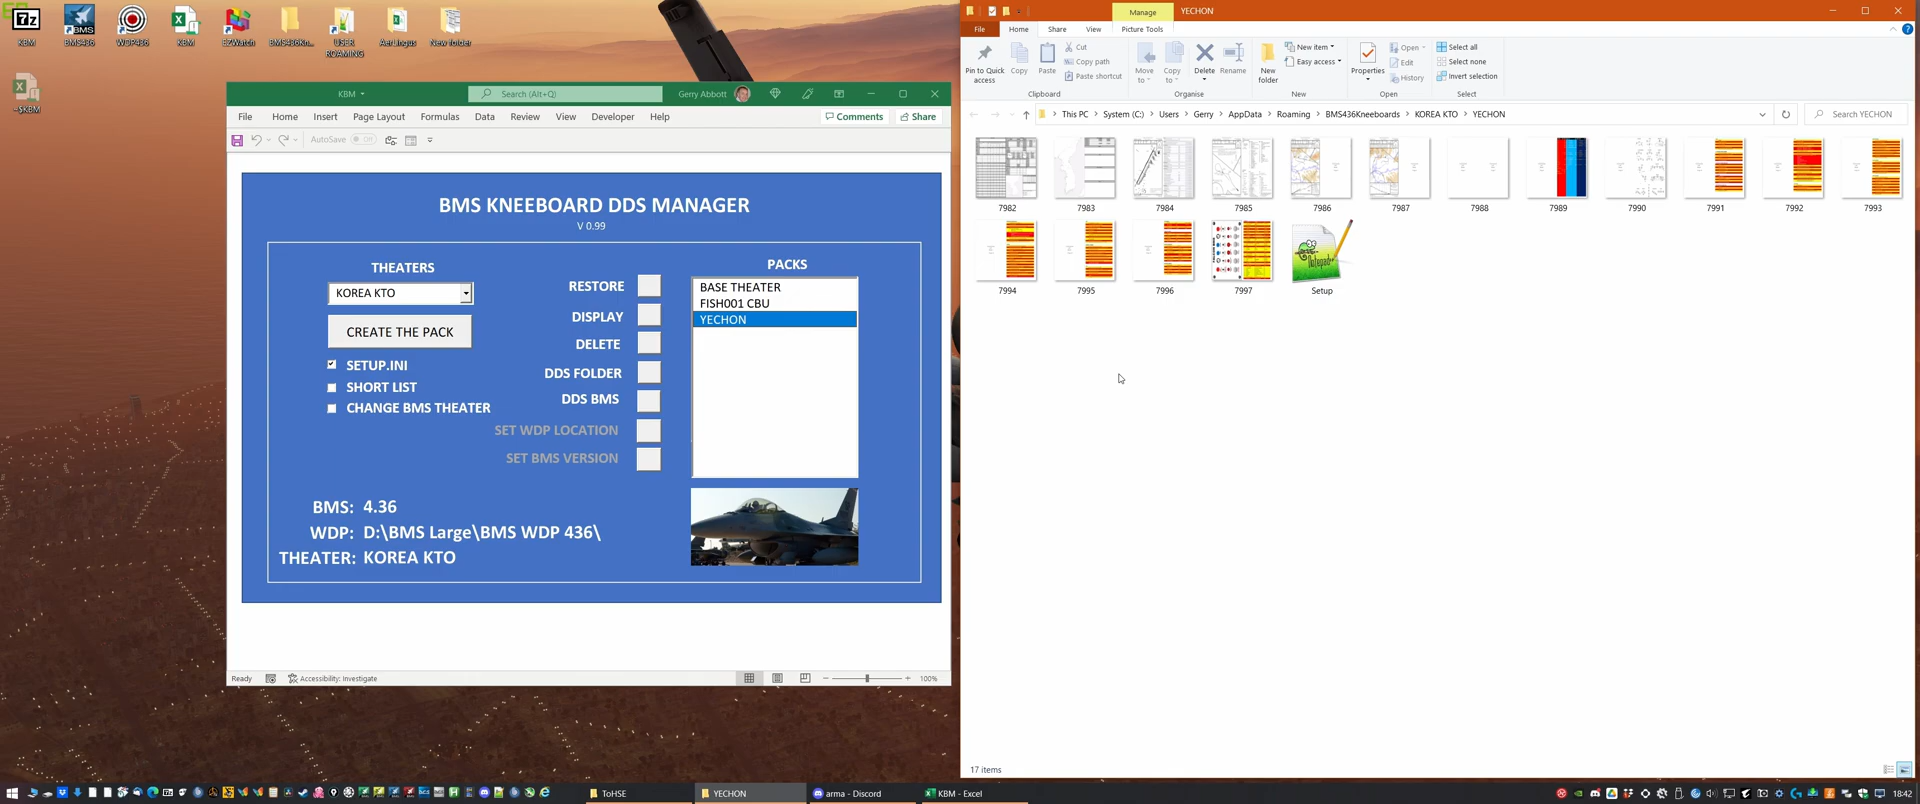 KBM
BMS436
WDP436
KBM
EZWatch
BMS436Kn...
USER
ROAMING
AerLingus
New folder
~$KBM
KBM
Search (Alt+Q)
Gerry Abbott
File
Home
Insert
Page Layout
Formulas
Data
Review
View
Developer
Help
Comments
Share
AutoSave
Off
BMS KNEEBOARD DDS MANAGER
V 0.99
THEATERS
KOREA KTO
CREATE THE PACK
SETUP.INI
SHORT LIST
CHANGE BMS THEATER
RESTORE
DISPLAY
DELETE
DDS FOLDER
DDS BMS
SET WDP LOCATION
SET BMS VERSION
PACKS
BASE THEATER
FISH001 CBU
YECHON
BMS: 4.36
WDP: D:\BMS Large\BMS WDP 436\
THEATER: KOREA KTO
Ready
Accessibility: Investigate
100%
Manage
YECHON
File
Home
Share
View
Picture Tools
Pin to Quick
access
Copy
Paste
Cut
Copy path
Paste shortcut
Clipboard
Move
to
Copy
to
Delete
Rename
Organise
New
folder
New item
Easy access
New
Properties
Open
Edit
History
Open
Select all
Select none
Invert selection
Select
This PC
System (C:)
Users
Gerry
AppData
Roaming
BMS436Kneeboards
KOREA KTO
YECHON
Search YECHON
7982
7983
7984
7985
7986
7987
7988
7989
7990
7991
7992
7993
7994
7995
7996
7997
Setup
17 items
ToHSE
YECHON
arma - Discord
KBM - Excel
18:42